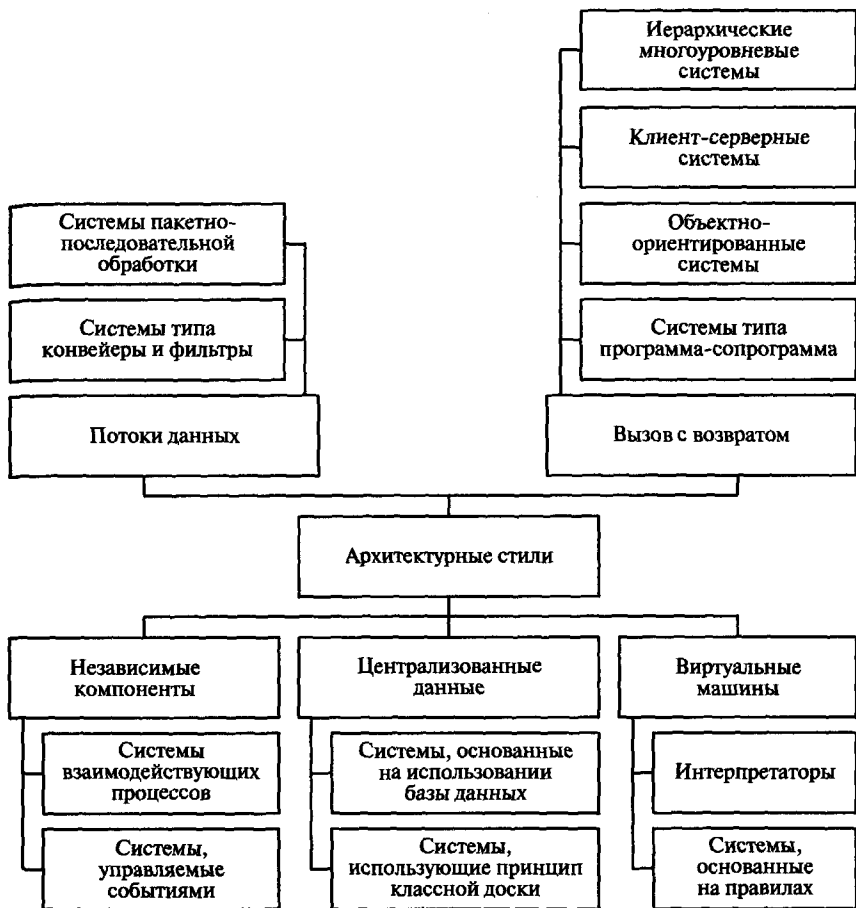 Иерархические
многоуровневые
системы
Клиент-серверные
системы
Системы пакетно-
последовательной
обработки
Объектно-
ориентированные
системы
Системы типа
конвейеры и фильтры
Системы типа
программа-сопрограмма
Потоки данных
Вызов с возвратом
Архитектурные стили
Независимые
компоненты
Централизованные
данные
Виртуальные
машины
Системы
взаимодействующих
процессов
Системы, основанные
на использовании
базы данных
Интерпретаторы
Системы,
управляемые
событиями
Системы,
использующие принцип
классной доски
Системы,
основанные
на правилах